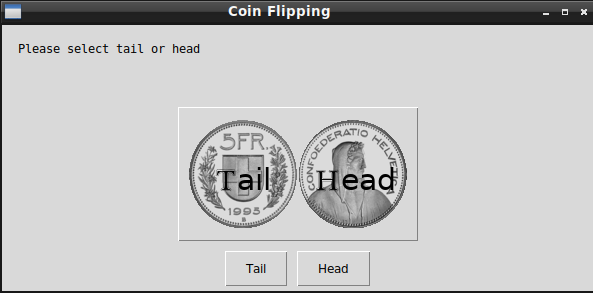 Coin Flipping
Please select tail or head
5FR.
CONFOEDERATIO HELVETICA
Tail
Head
1995
B
Tail
Head